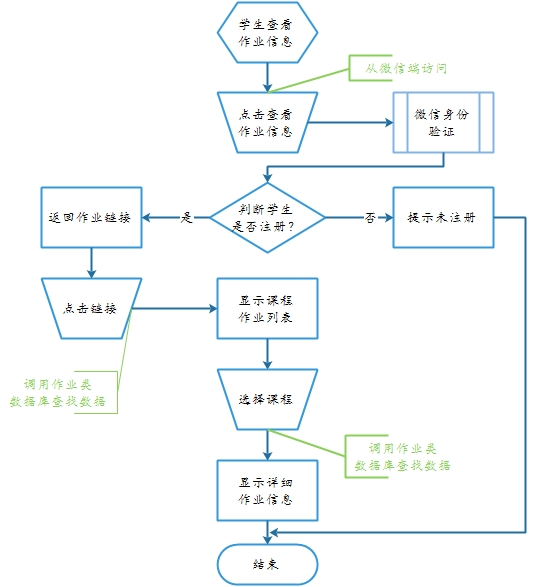 学生查看
作业信息
从微信端访问
点击查看
作业信息
微信身份
验证
判断学生
是否注册？
返回作业链接
是
否
提示未注册
点击链接
显示课程
作业列表
调用作业类
数据库查找数据
选择课程
调用作业类
数据库查找数据
显示详细
作业信息
结束